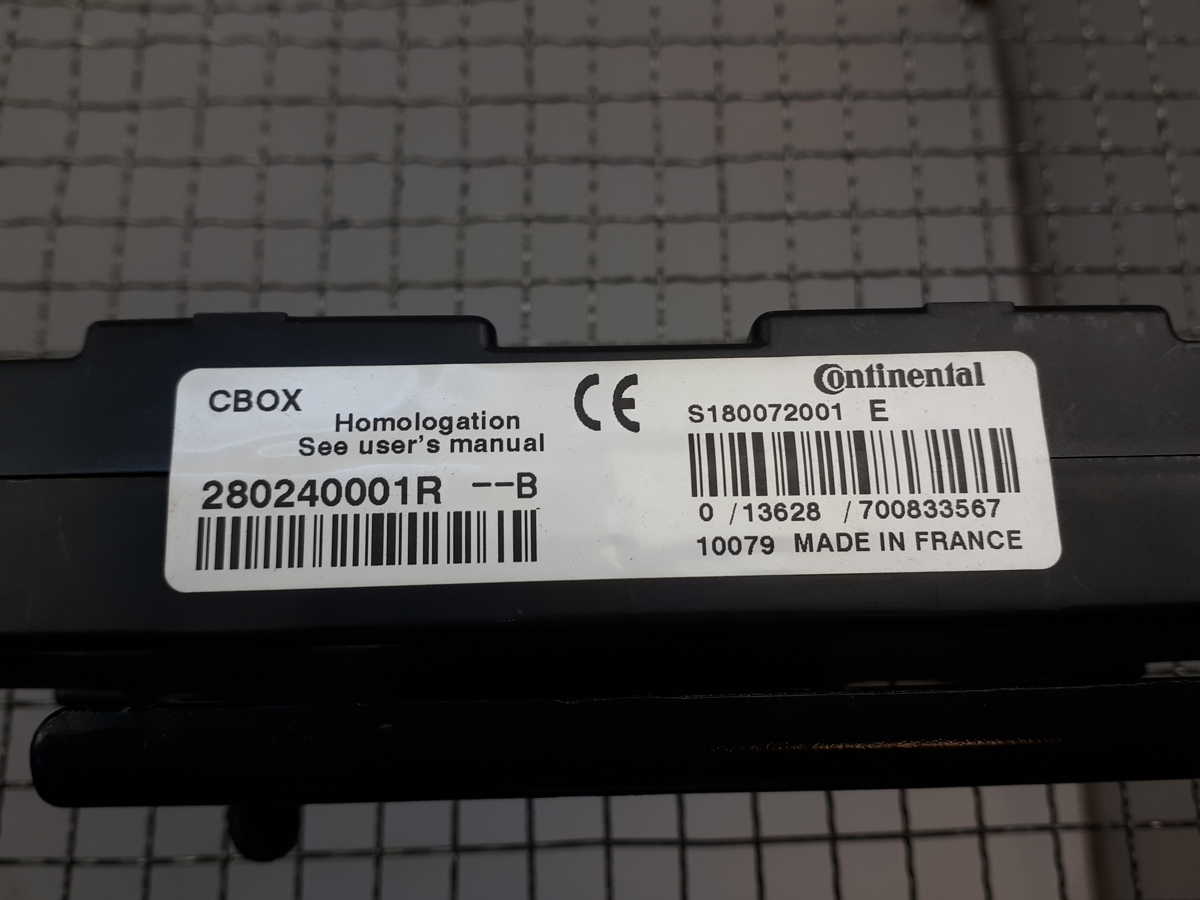 CBOX
Homologation
See user's manual
280240001R --B
CE
Continental
S180072001 E
0 /13628 /700833567
10079 MADE IN FRANCE